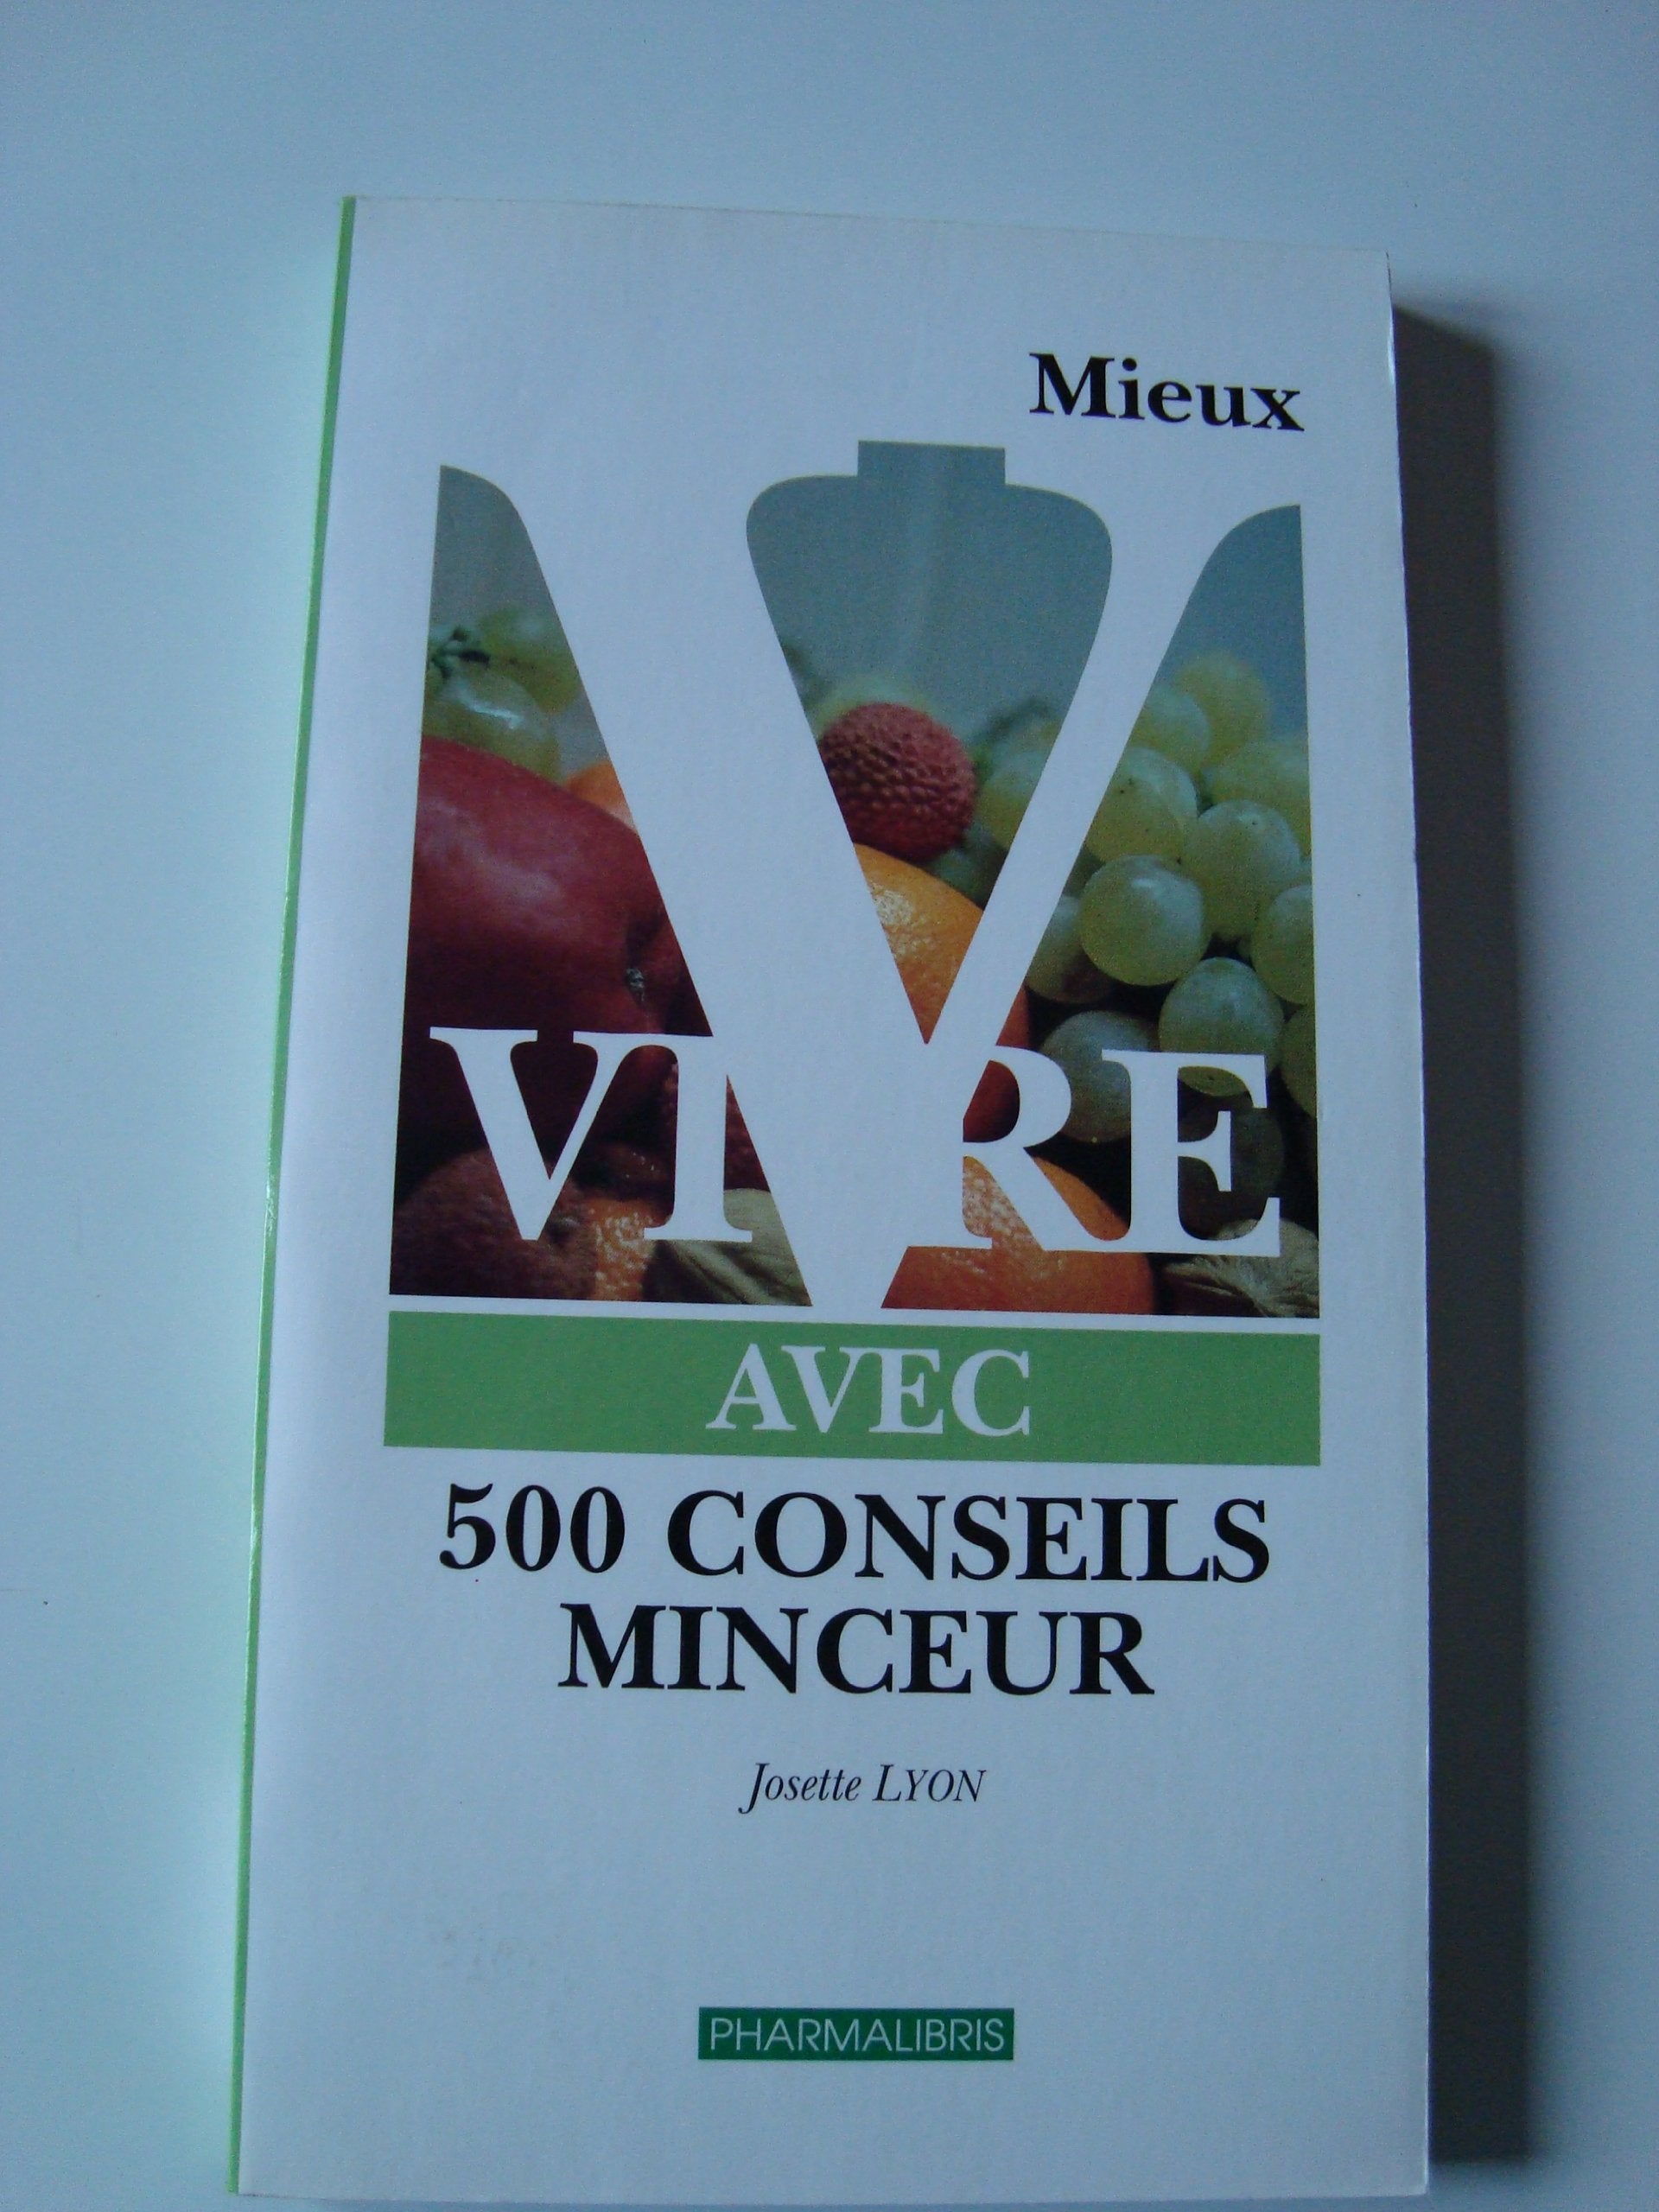 Mieux
VIVRE
AVEC
500 CONSEILS
MINCEUR
Josette LYON
PHARMALIBRIS